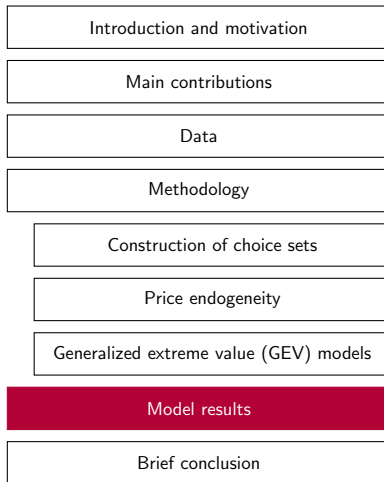 Introduction and motivation
Main contributions
Data
Methodology
Construction of choice sets
Price endogeneity
Generalized extreme value (GEV) models
Model results
Brief conclusion